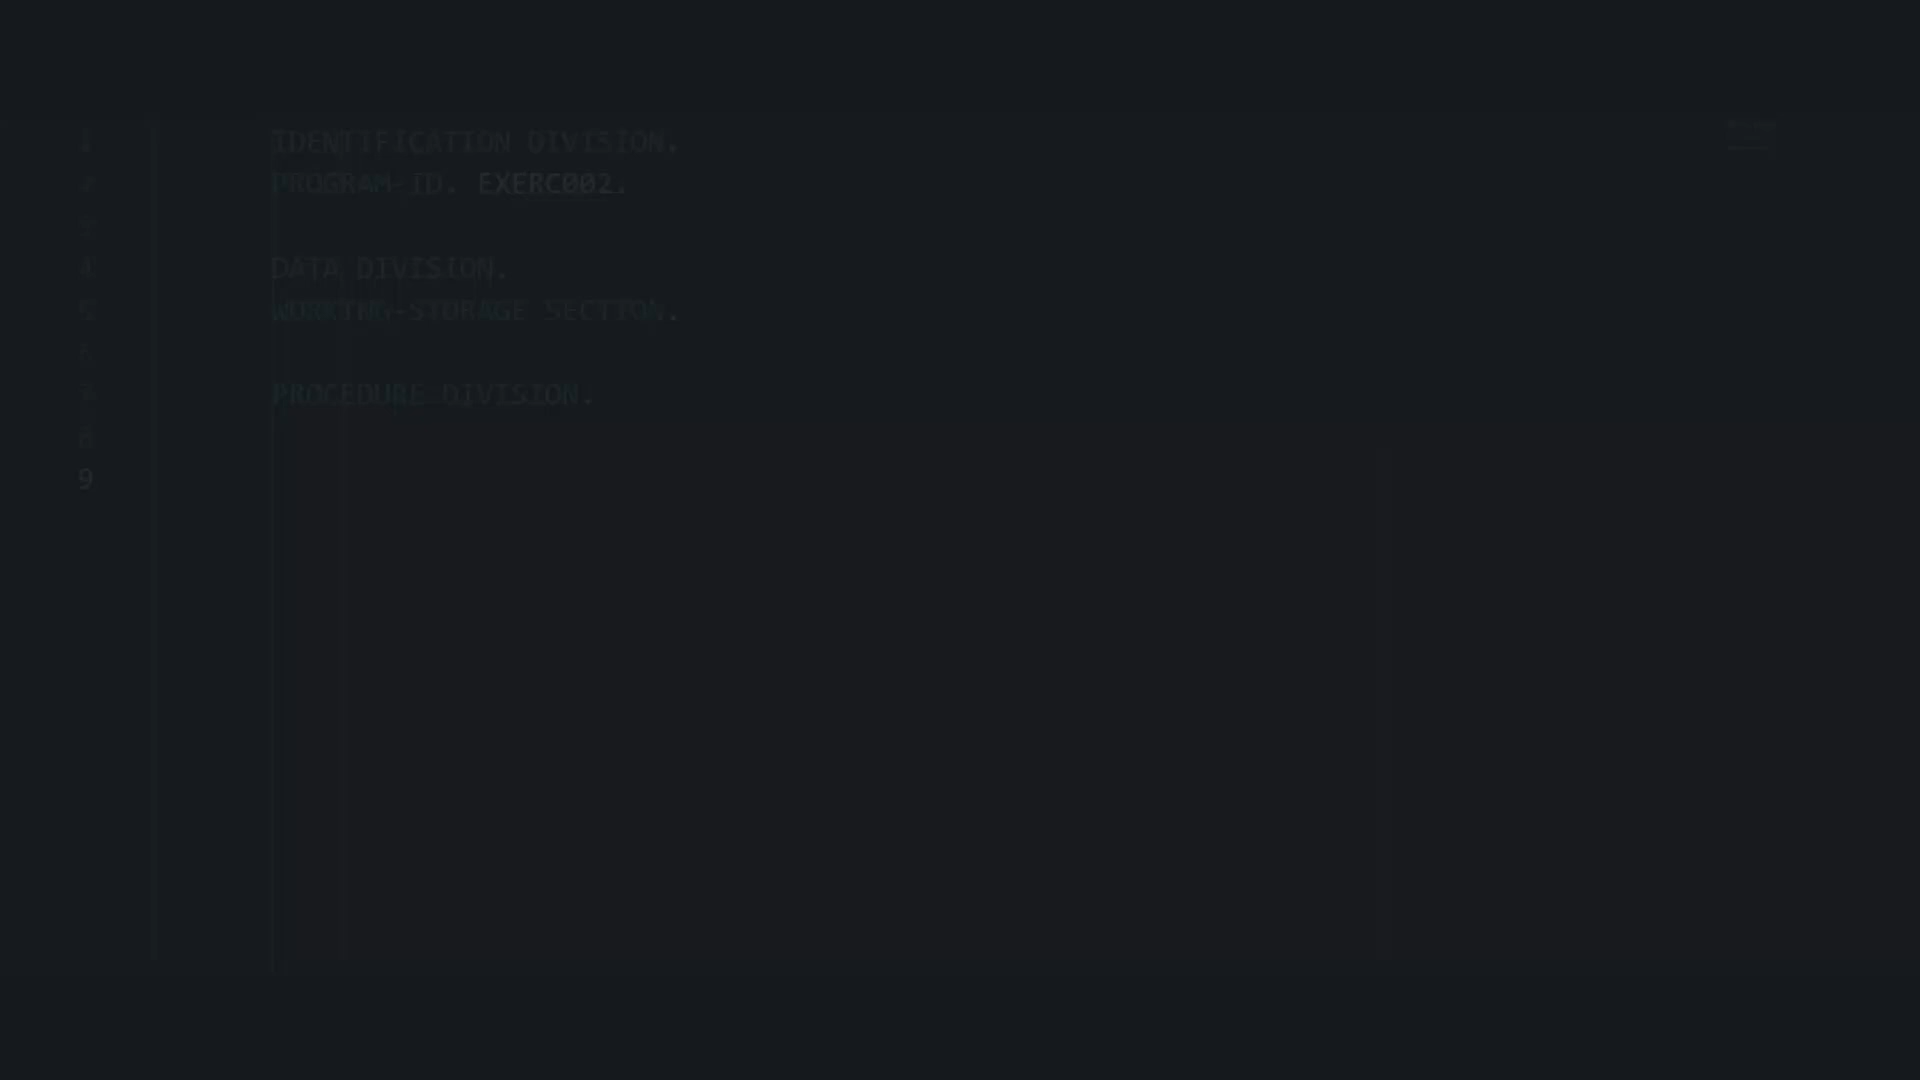 1 IDENTIFICATION DIVISION.
2 PROGRAM-ID. EXERC002.
3
4 DATA DIVISION.
5 WORKING-STORAGE SECTION.
6
7 PROCEDURE DIVISION.
8
9